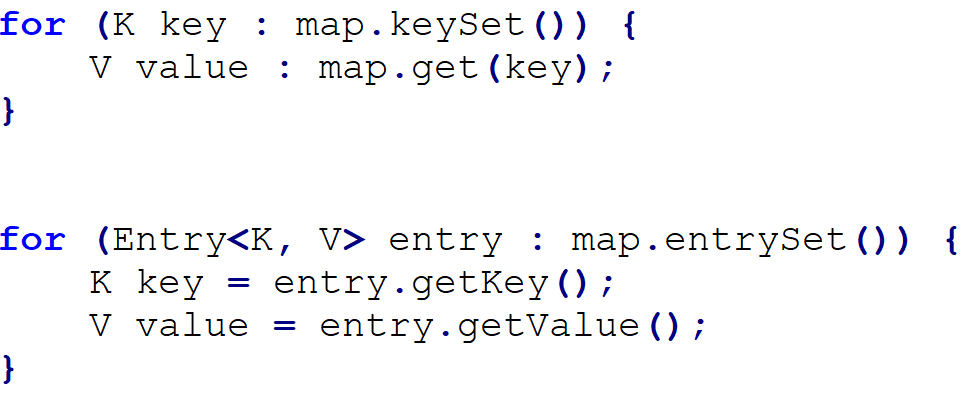 for (K key : map.keySet()) {
    V value : map.get(key);
}
for (Entry<K, V> entry : map.entrySet()) {
    K key = entry.getKey();
    V value = entry.getValue();
}